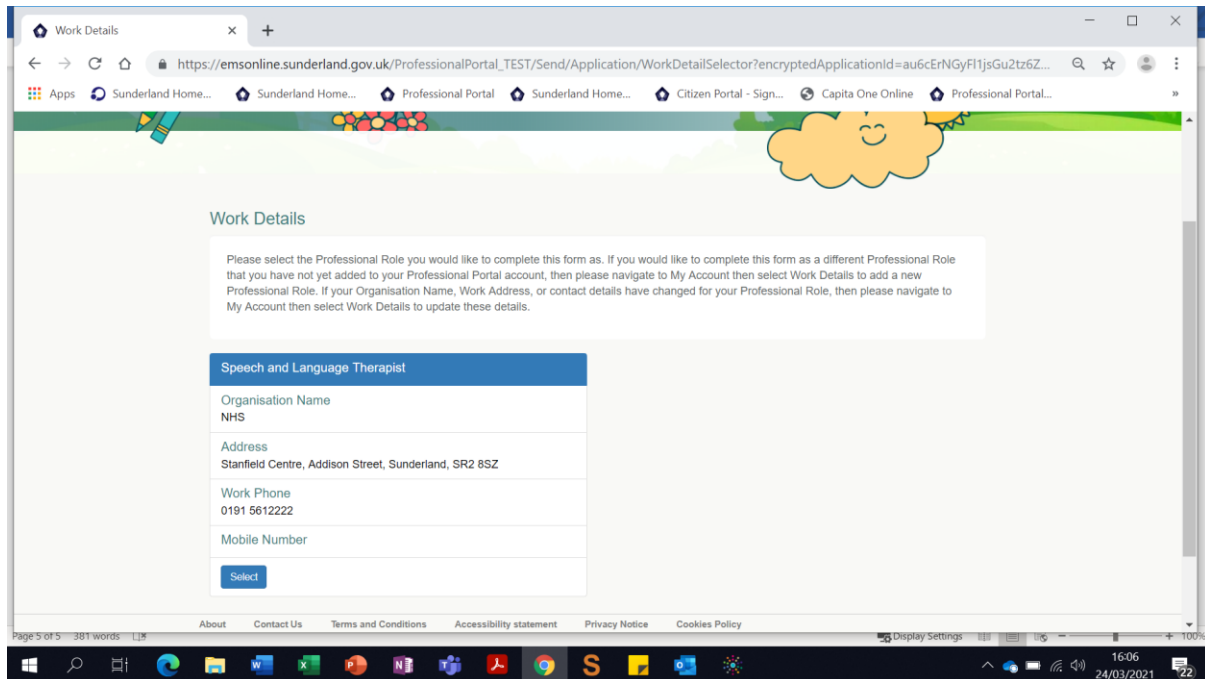 Work Details
https://emsonline.sunderland.gov.uk/ProfessionalPortal_TEST/Send/Application/WorkDetailSelector?encryptedApplicationId=au6cErNGyFl1jsGu2tz6Z...
Apps Sunderland Home... Sunderland Home... Professional Portal Sunderland Home... Citizen Portal - Sign... Capita One Online Professional Portal... »
Work Details
Please select the Professional Role you would like to complete this form as. If you would like to complete this form as a different Professional Role
that you have not yet added to your Professional Portal account, then please navigate to My Account then select Work Details to add a new
Professional Role. If your Organisation Name, Work Address, or contact details have changed for your Professional Role, then please navigate to
My Account then select Work Details to update these details.
Speech and Language Therapist
Organisation Name
NHS
Address
Stanfield Centre, Addison Street, Sunderland, SR2 8SZ
Work Phone
0191 5612222
Mobile Number
Select
About Contact Us Terms and Conditions Accessibility statement Privacy Notice Cookies Policy
Page 5 of 5 381 words Display Settings 100%
16:06
24/03/2021
22